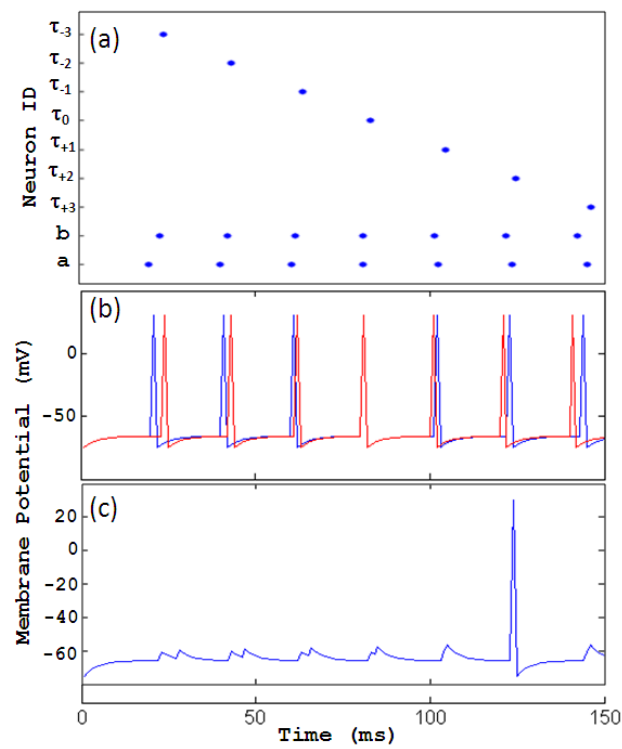 (a)
Neuron ID
τ-3
τ-2
τ-1
τ0
τ+1
τ+2
τ+3
b
a
(b)
Membrane Potential (mV)
0
-50
(c)
20
0
-20
-40
-60
0
50
100
150
Time (ms)